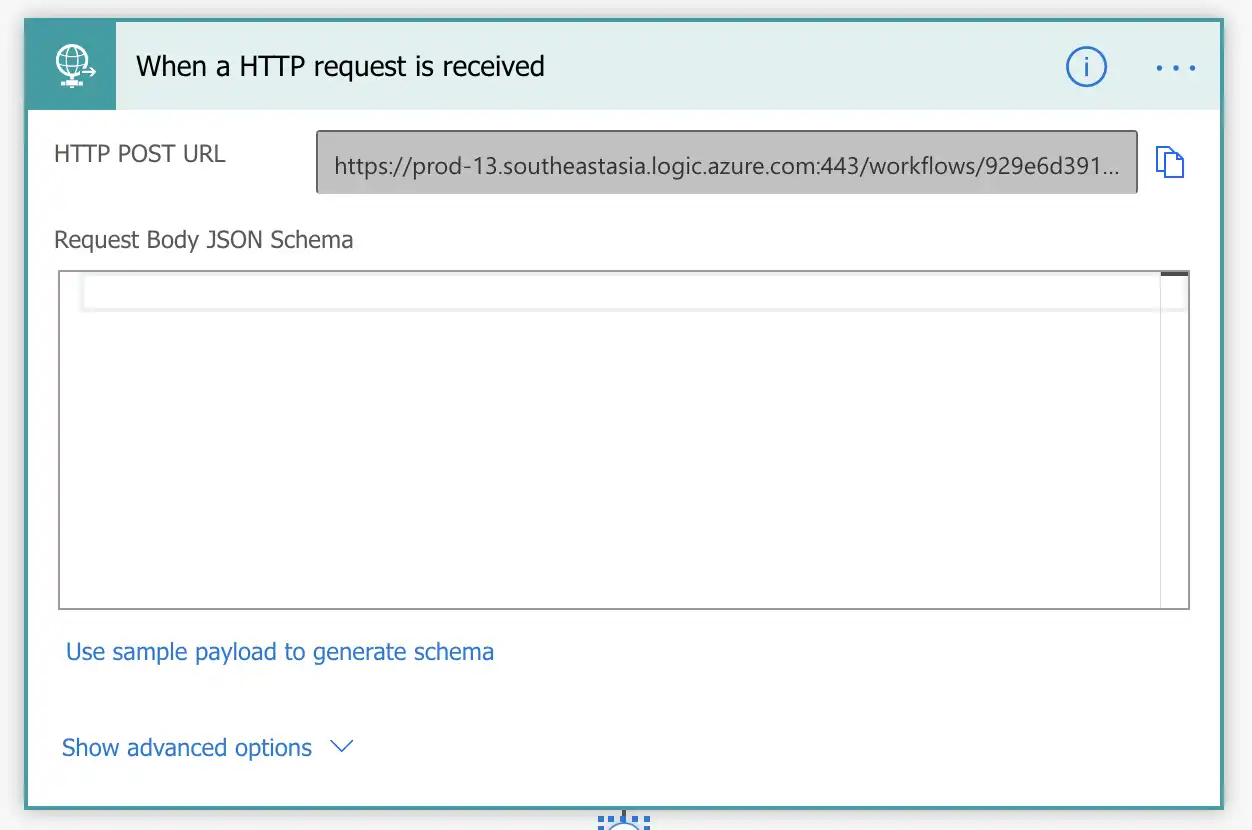 When a HTTP request is received
HTTP POST URL
https://prod-13.southeastasia.logic.azure.com:443/workflows/929e6d391...
Request Body JSON Schema
Use sample payload to generate schema
Show advanced options